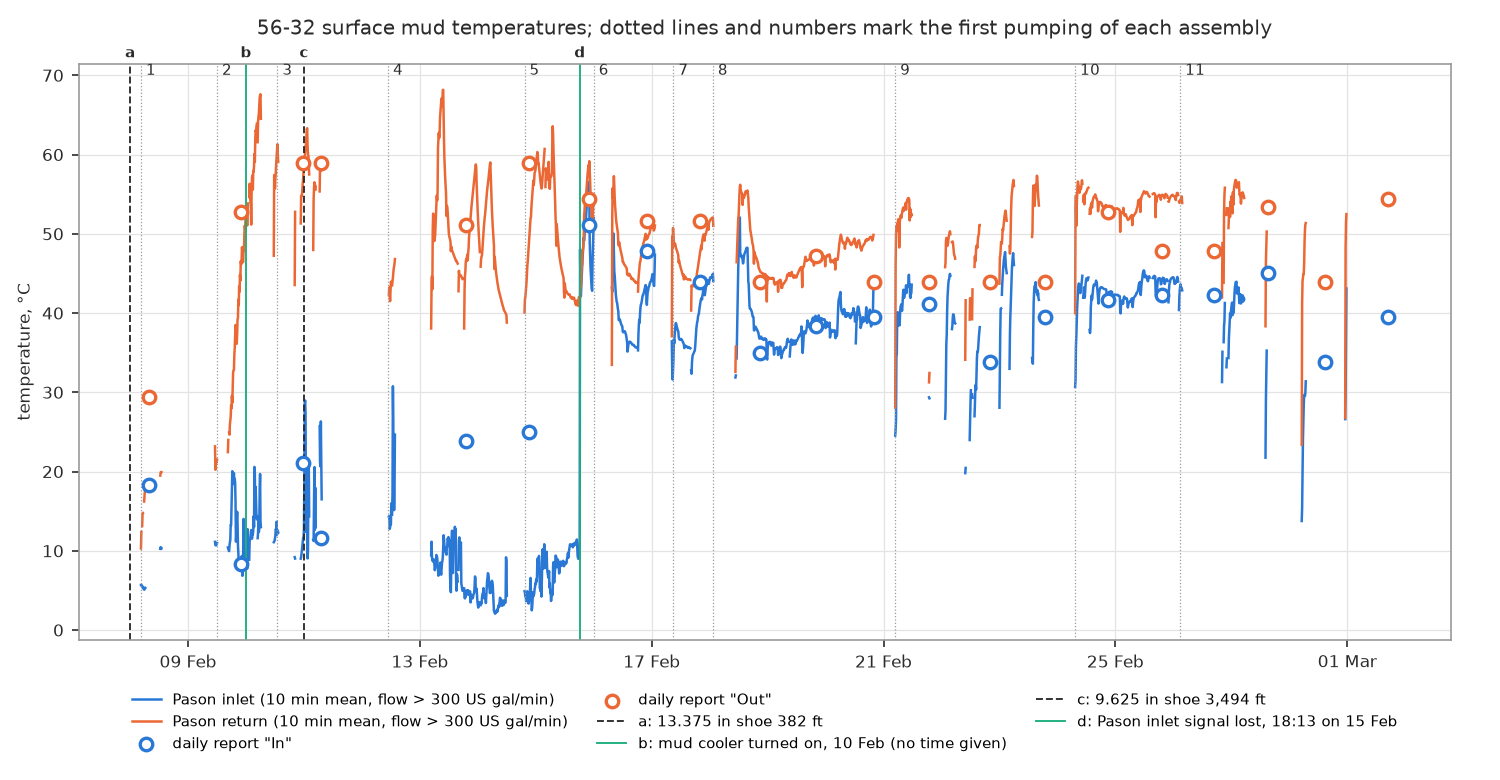 56-32 surface mud temperatures; dotted lines and numbers mark the first pumping of each assembly
a b c d
1 2 3 4 5 6 7 8 9 10 11
70
60
50
40
30
20
10
0
temperature, °C
09 Feb 13 Feb 17 Feb 21 Feb 25 Feb 01 Mar
Pason inlet (10 min mean, flow > 300 US gal/min)
Pason return (10 min mean, flow > 300 US gal/min)
daily report "In"
daily report "Out"
a: 13.375 in shoe 382 ft
b: mud cooler turned on, 10 Feb (no time given)
c: 9.625 in shoe 3,494 ft
d: Pason inlet signal lost, 18:13 on 15 Feb